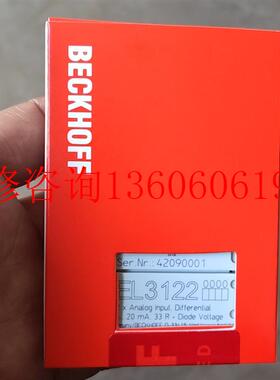 BECKHOFF
修咨询136060619
Ser.Nr.: 42090001
EL3122
x Analog Input, Differential
20 mA 33 R - Diode Voltage